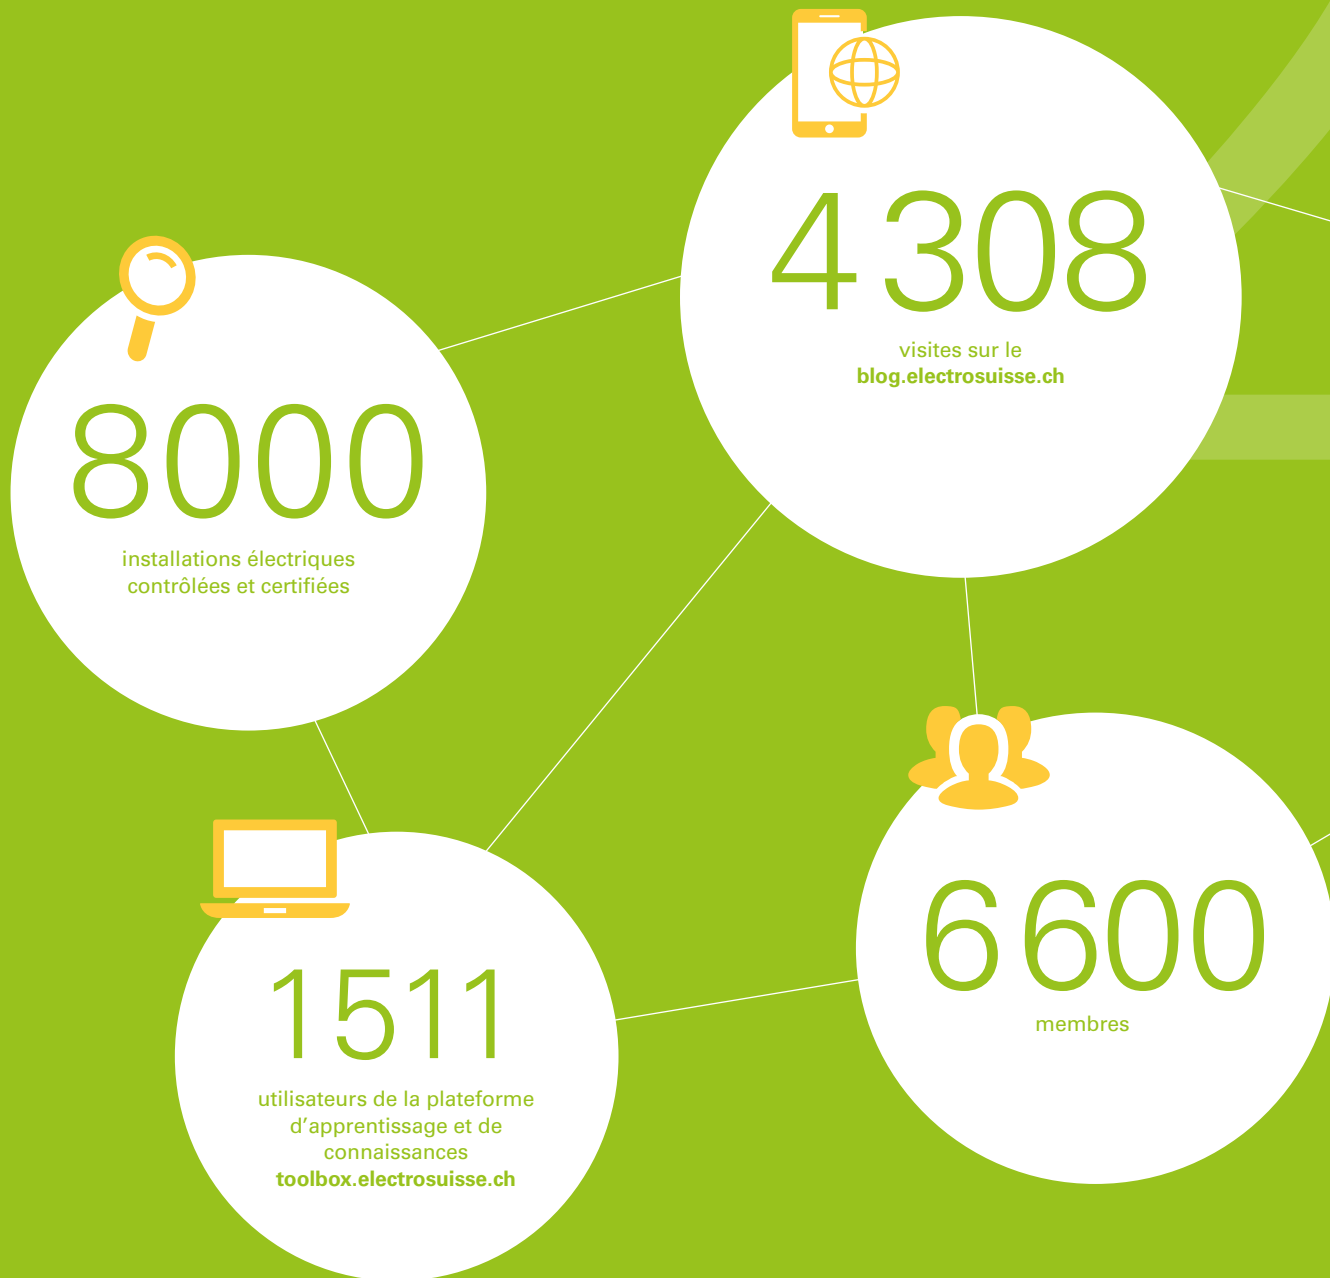 4 308
visites sur le
blog.electrosuisse.ch
8000
installations électriques
contrôlées et certifiées
6 600
membres
1511
utilisateurs de la plateforme
d’apprentissage et de
connaissances
toolbox.electrosuisse.ch